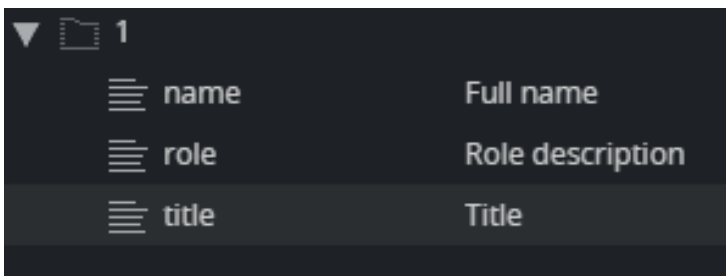 1
name Full name
role Role description
title Title